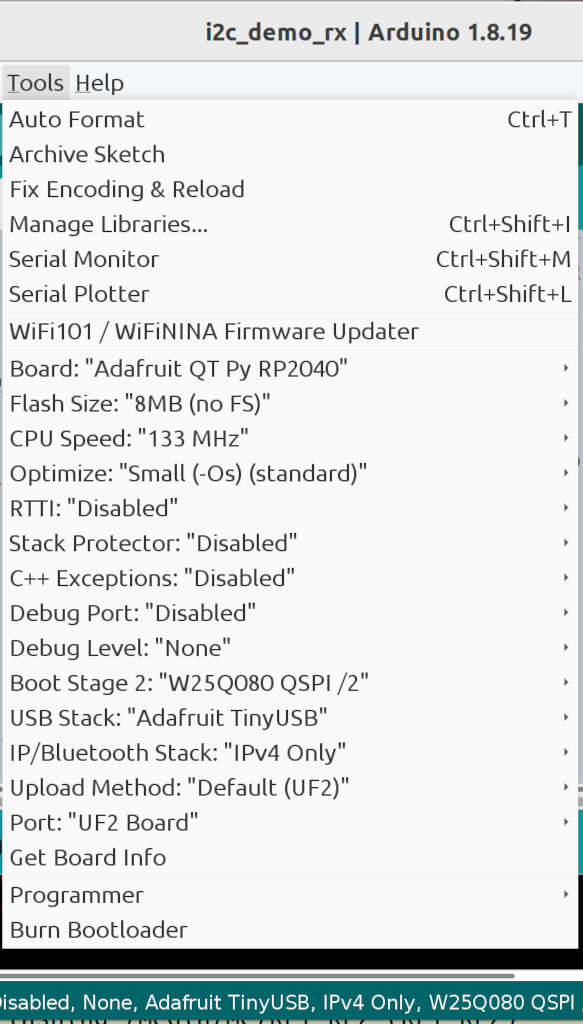 i2c_demo_rx | Arduino 1.8.19
Tools Help
Auto Format Ctrl+T
Archive Sketch
Fix Encoding & Reload
Manage Libraries... Ctrl+Shift+I
Serial Monitor Ctrl+Shift+M
Serial Plotter Ctrl+Shift+L
WiFi101 / WiFiNINA Firmware Updater
Board: "Adafruit QT Py RP2040"
Flash Size: "8MB (no FS)"
CPU Speed: "133 MHz"
Optimize: "Small (-Os) (standard)"
RTTI: "Disabled"
Stack Protector: "Disabled"
C++ Exceptions: "Disabled"
Debug Port: "Disabled"
Debug Level: "None"
Boot Stage 2: "W25Q080 QSPI /2"
USB Stack: "Adafruit TinyUSB"
IP/Bluetooth Stack: "IPv4 Only"
Upload Method: "Default (UF2)"
Port: "UF2 Board"
Get Board Info
Programmer
Burn Bootloader
Disabled, None, Adafruit TinyUSB, IPv4 Only, W25Q080 QSPI